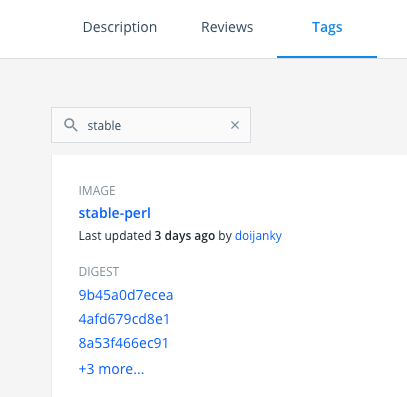 Description Reviews Tags
stable
IMAGE
stable-perl
Last updated 3 days ago by doijanky
DIGEST
9b45a0d7ecea
4afd679cd8e1
8a53f466ec91
+3 more...